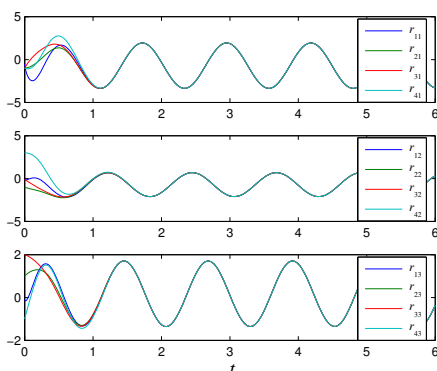 5
0
−5
0 1 2 3 4 5 6
r₁₁
r₂₁
r₃₁
r₄₁
5
0
−5
0 1 2 3 4 5 6
r₁₂
r₂₂
r₃₂
r₄₂
2
0
−2
0 1 2 3 4 5 6
r₁₃
r₂₃
r₃₃
r₄₃
t